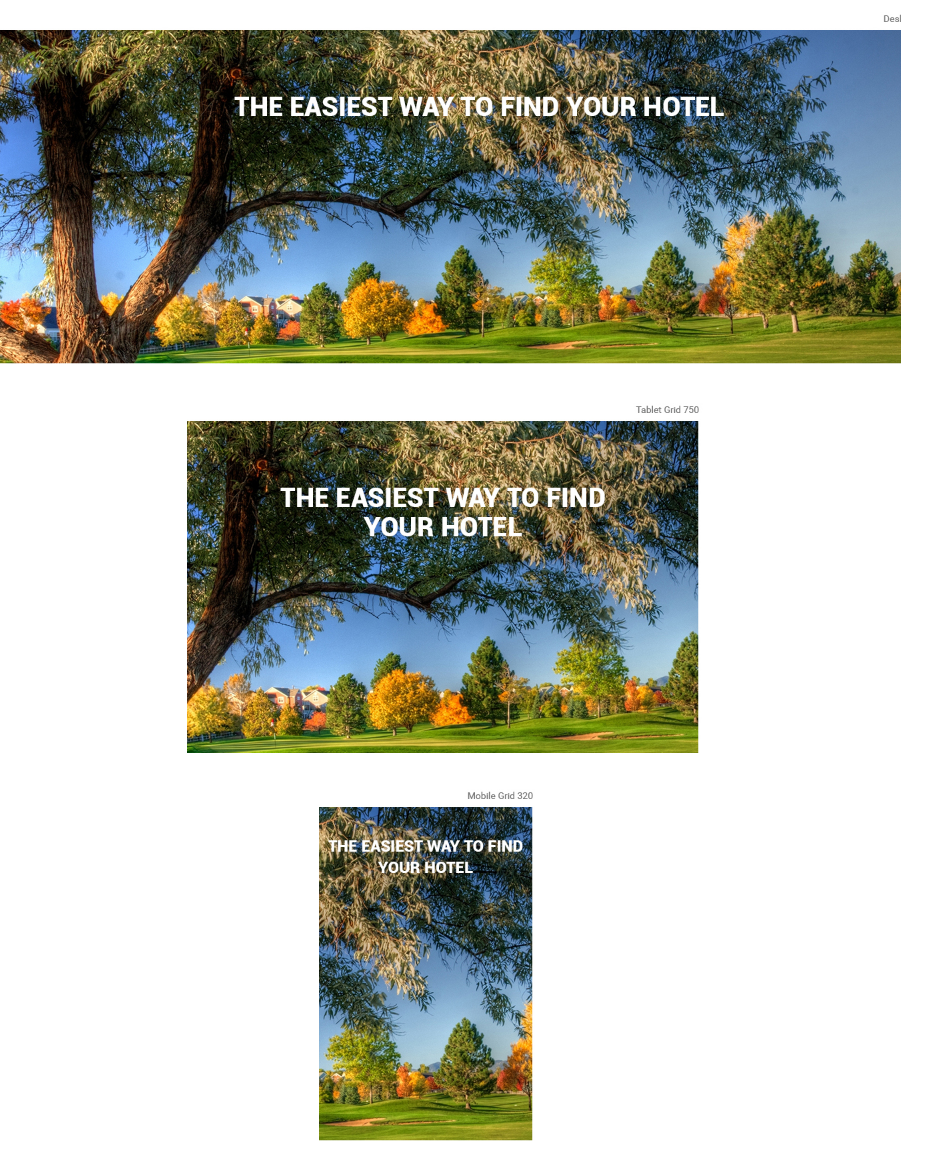 THE EASIEST WAY TO FIND YOUR HOTEL
Tablet Grid 750
THE EASIEST WAY TO FIND
YOUR HOTEL
Mobile Grid 320
THE EASIEST WAY TO FIND
YOUR HOTEL